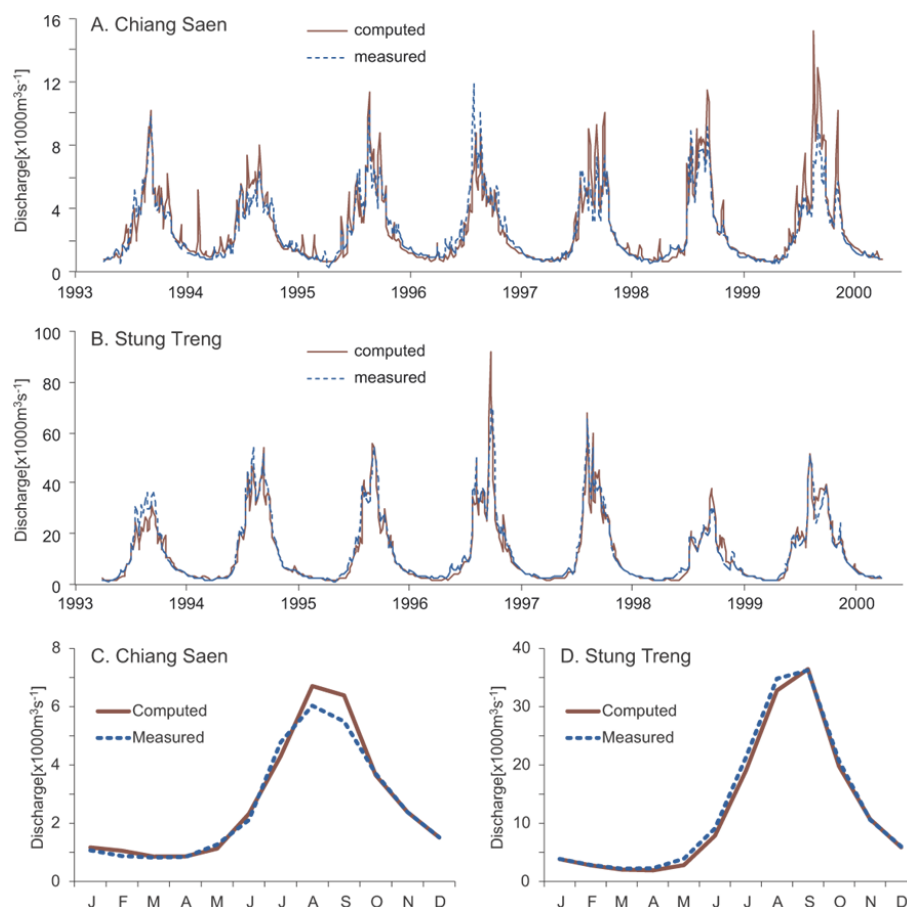 A. Chiang Saen
computed
measured
Discharge[x1000m³s⁻¹]
16
12
8
4
0
1993 1994 1995 1996 1997 1998 1999 2000
B. Stung Treng
computed
measured
Discharge[x1000m³s⁻¹]
100
80
60
40
20
0
1993 1994 1995 1996 1997 1998 1999 2000
C. Chiang Saen
Computed
Measured
Discharge[x1000m³s⁻¹]
8
6
4
2
0
J F M A M J J A S O N D
D. Stung Treng
Computed
Measured
Discharge[x1000m³s⁻¹]
40
30
20
10
0
J F M A M J J A S O N D